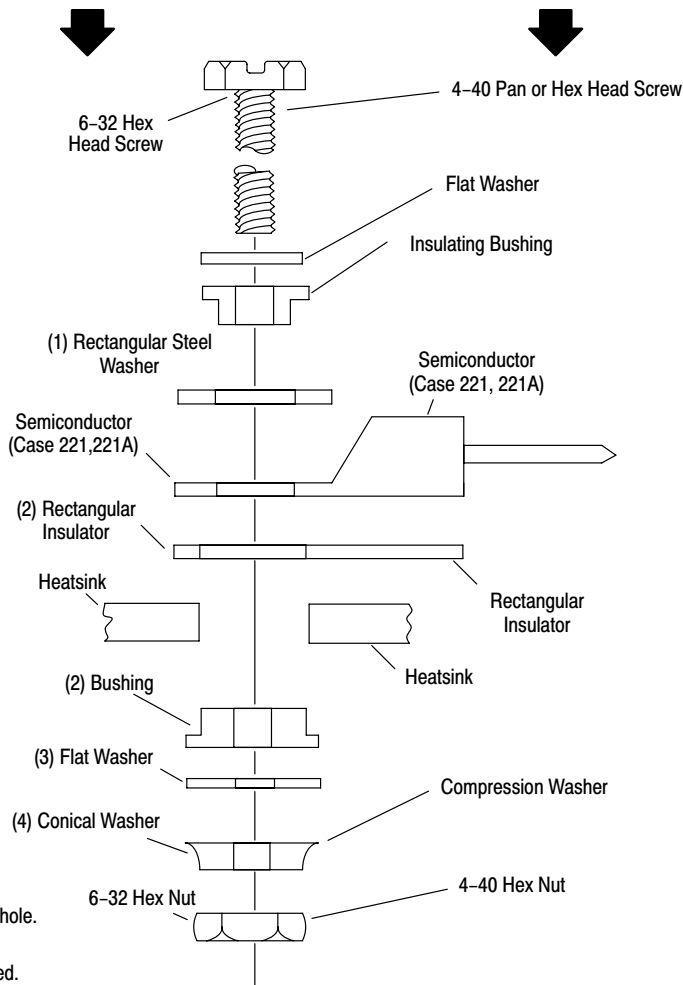 4–40 Pan or Hex Head Screw
6–32 Hex
Head Screw
Flat Washer
Insulating Bushing
(1) Rectangular Steel
Washer
Semiconductor
(Case 221, 221A)
Semiconductor
(Case 221,221A)
(2) Rectangular
Insulator
Heatsink
Rectangular
Insulator
Heatsink
(2) Bushing
(3) Flat Washer
Compression Washer
(4) Conical Washer
6–32 Hex Nut
4–40 Hex Nut
hole.
ed.